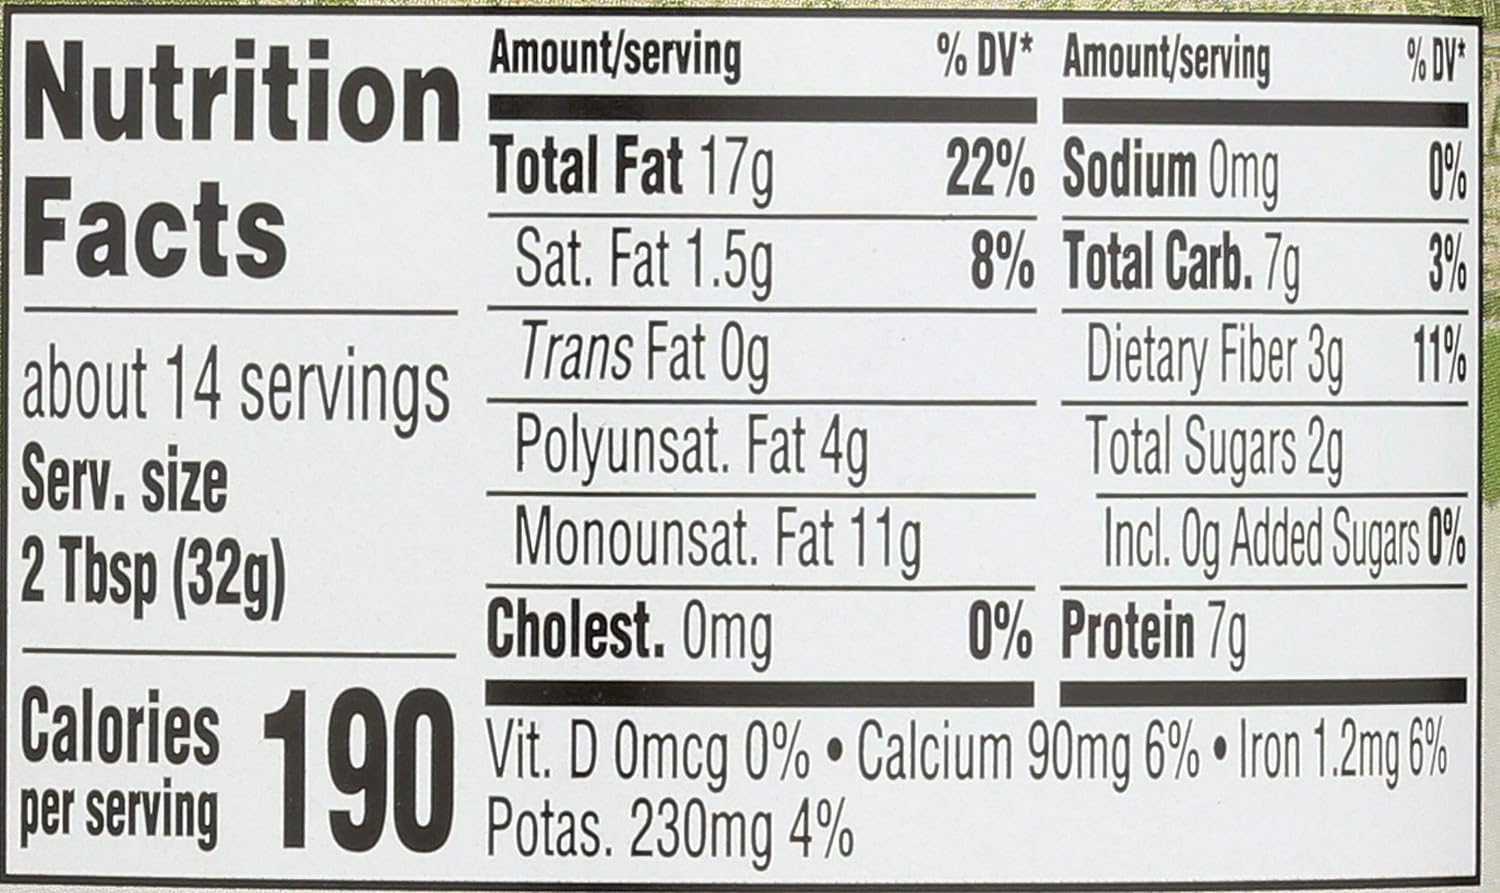 Nutrition
Facts
about 14 servings
Serv. size
2 Tbsp (32g)
Calories
per serving
190
Amount/serving % DV*
Total Fat 17g 22%
Sat. Fat 1.5g 8%
Trans Fat 0g
Polyunsat. Fat 4g
Monounsat. Fat 11g
Cholest. 0mg 0%
Amount/serving % DV*
Sodium 0mg 0%
Total Carb. 7g 3%
Dietary Fiber 3g 11%
Total Sugars 2g
Incl. 0g Added Sugars 0%
Protein 7g
Vit. D 0mcg 0% • Calcium 90mg 6% • Iron 1.2mg 6%
Potas. 230mg 4%